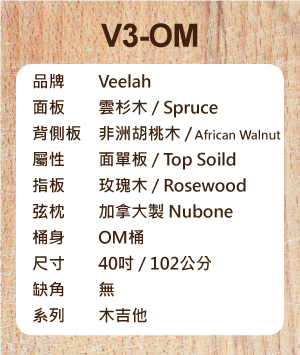 V3-OM
品牌 Veelah
面板 雲杉木 / Spruce
背側板 非洲胡桃木 / African Walnut
屬性 面單板 / Top Soild
指板 玫瑰木 / Rosewood
弦枕 加拿大製 Nubone
桶身 OM桶
尺寸 40吋 / 102公分
缺角 無
系列 木吉他